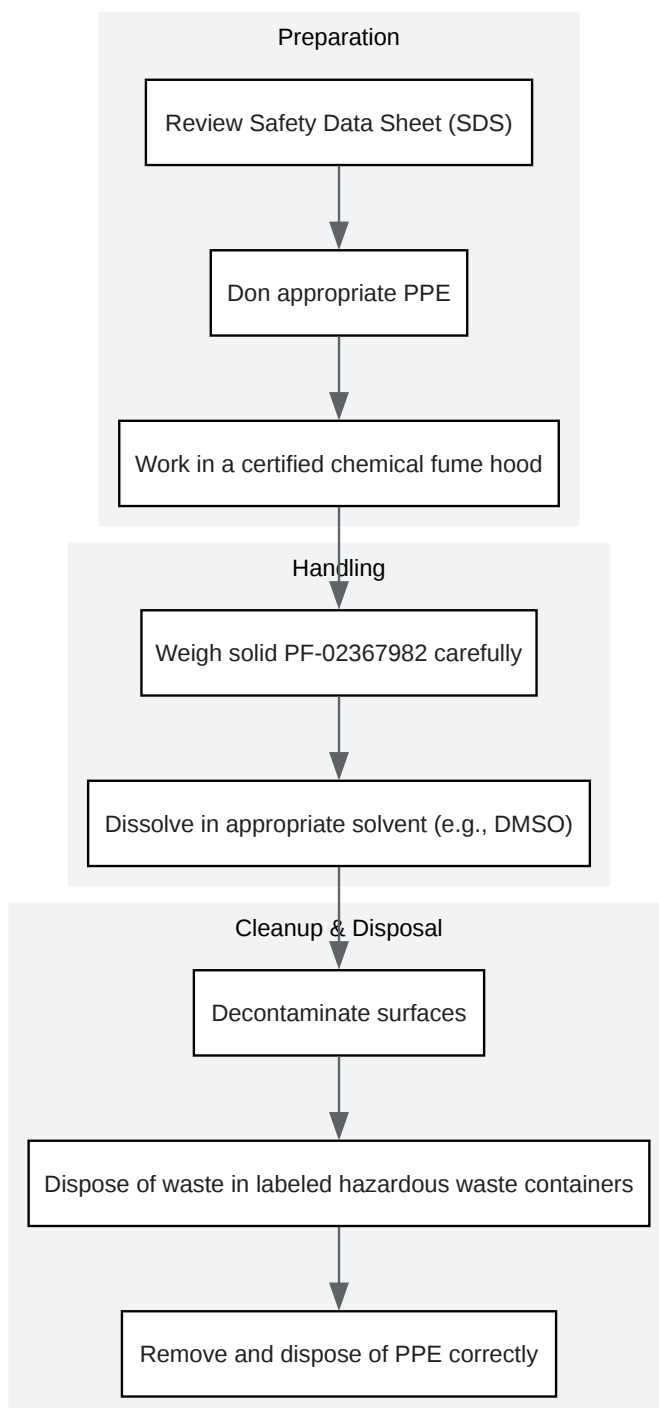 Preparation
Review Safety Data Sheet (SDS)
Don appropriate PPE
Work in a certified chemical fume hood
Handling
Weigh solid PF-02367982 carefully
Dissolve in appropriate solvent (e.g., DMSO)
Cleanup & Disposal
Decontaminate surfaces
Dispose of waste in labeled hazardous waste containers
Remove and dispose of PPE correctly